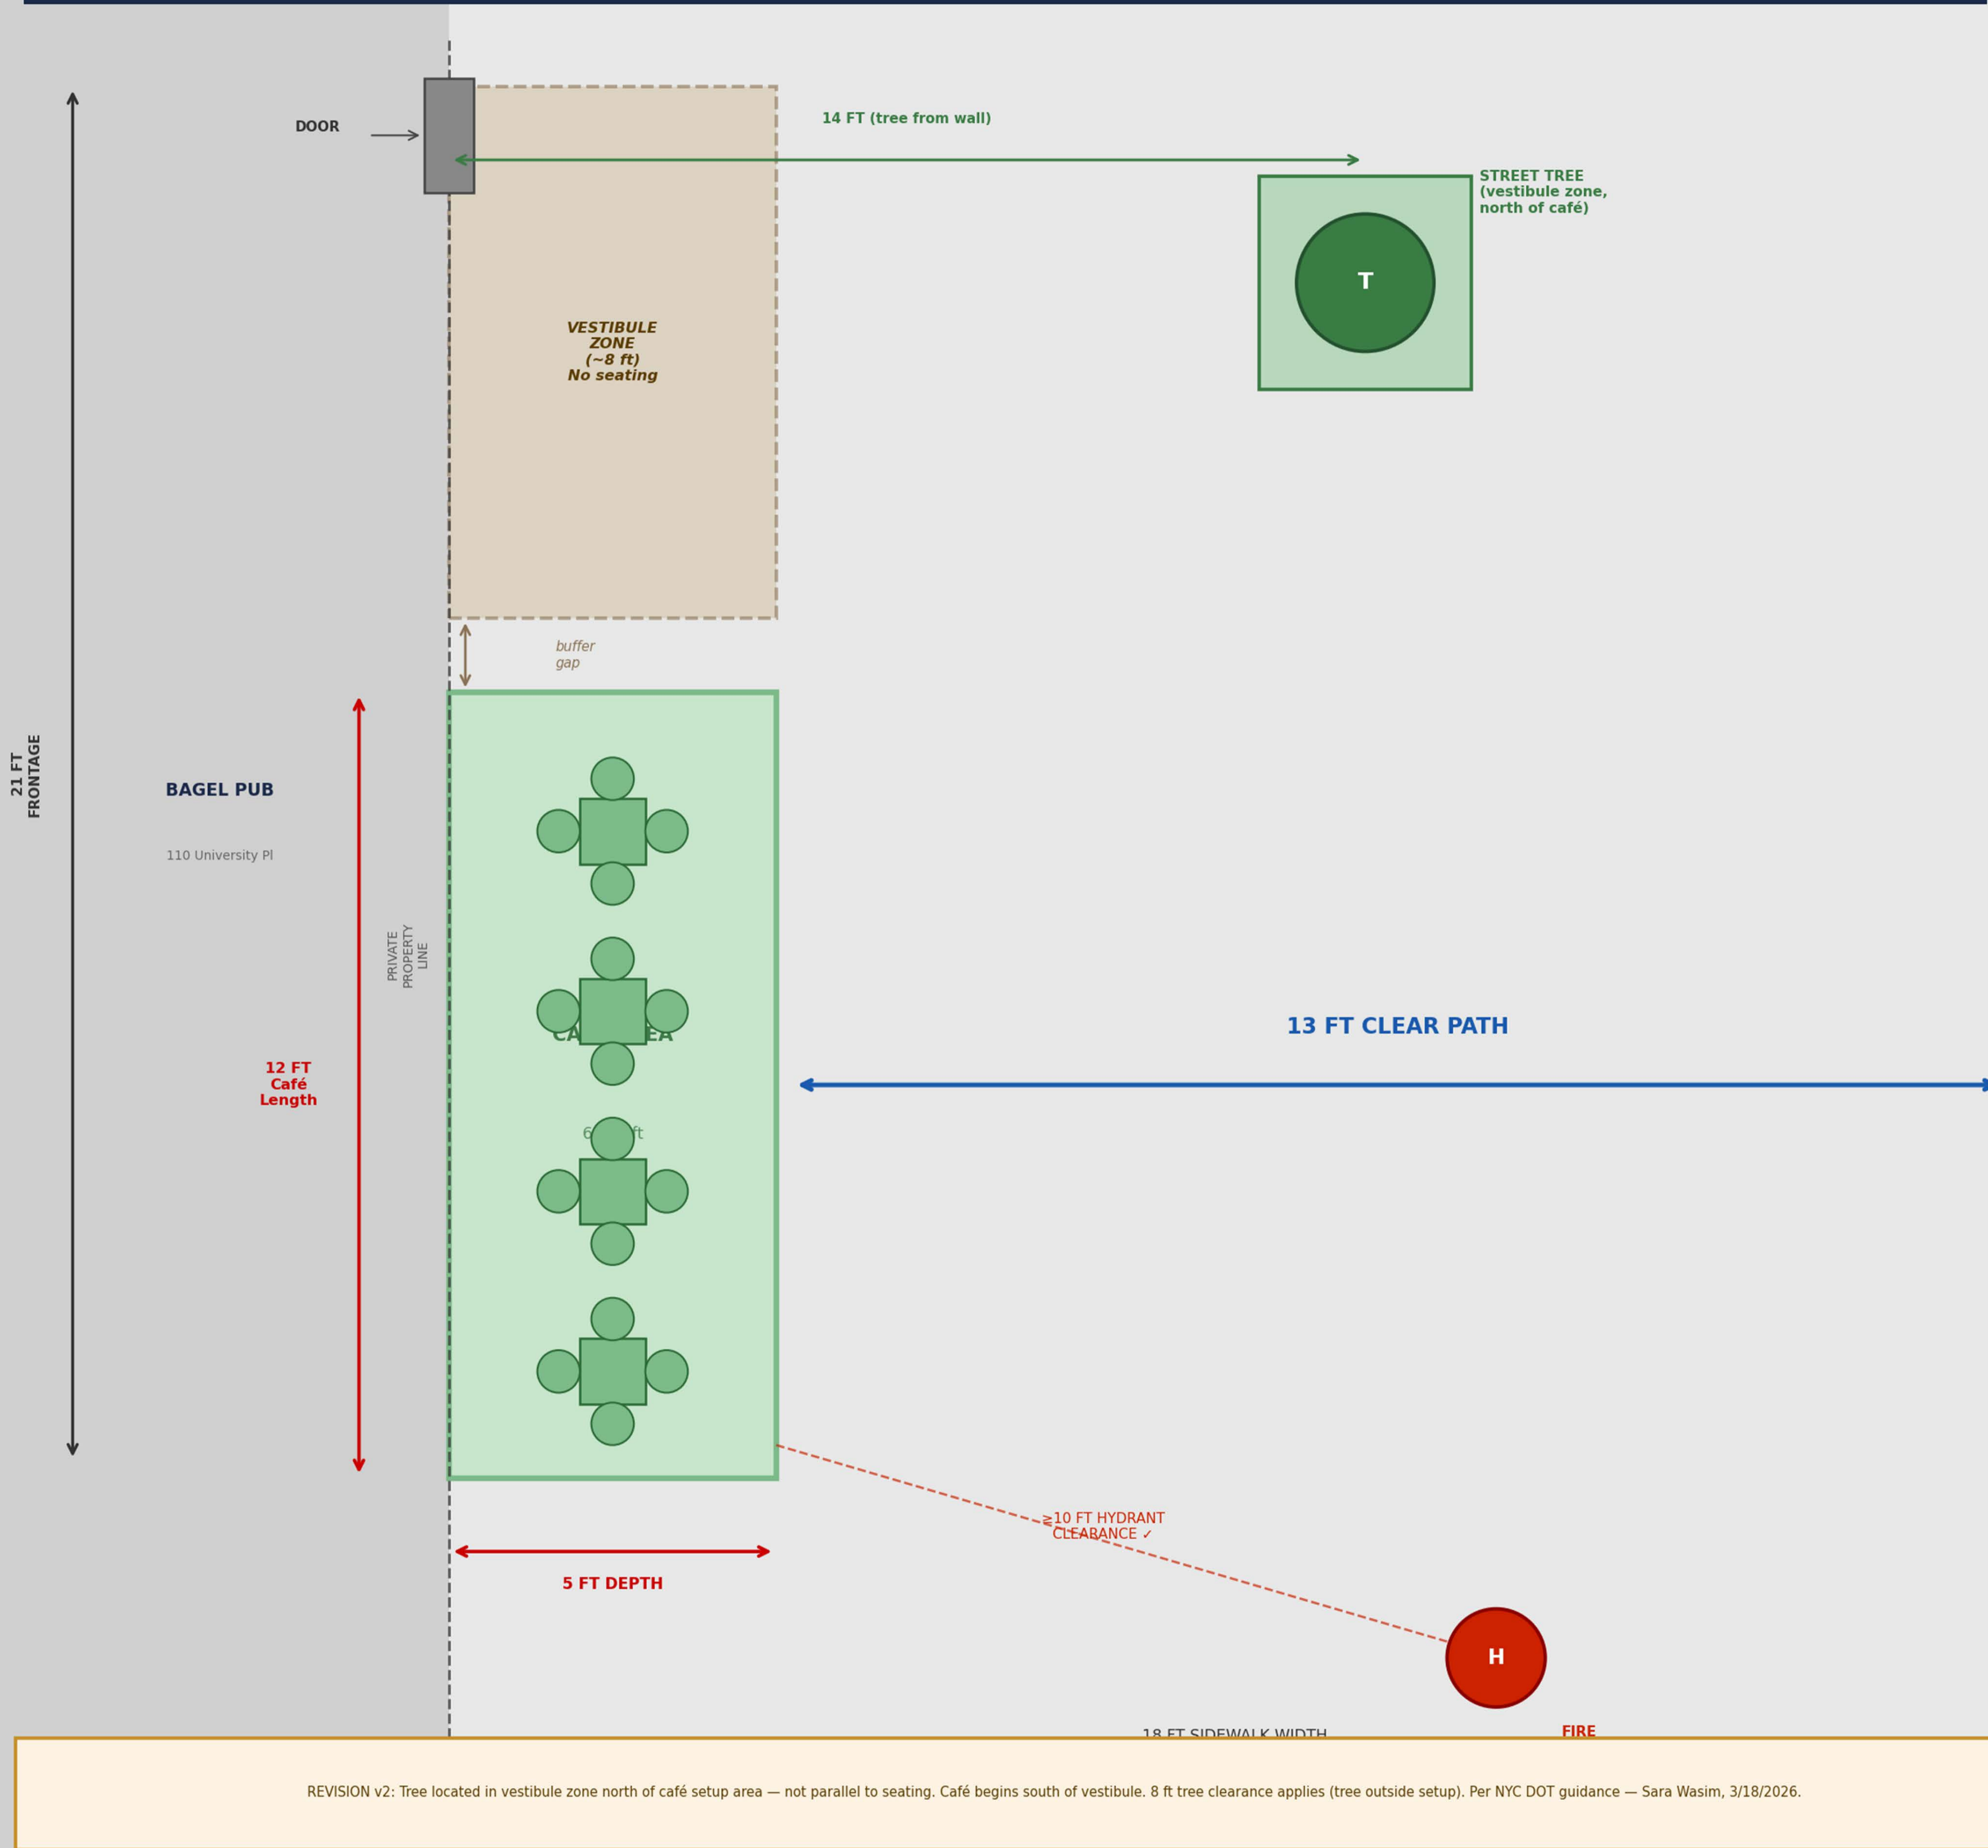 DOOR
14 FT (tree from wall)
STREET TREE
(vestibule zone,
north of café)
T
VESTIBULE
ZONE
(~8 ft)
No seating
buffer
gap
21 FT
FRONTAGE
BAGEL PUB
110 University Pl
PRIVATE
PROPERTY
LINE
12 FT
Café
Length
13 FT CLEAR PATH
≥10 FT HYDRANT
CLEARANCE ✓
5 FT DEPTH
H
18 FT SIDEWALK WIDTH
FIRE
REVISION v2: Tree located in vestibule zone north of café setup area — not parallel to seating. Café begins south of vestibule. 8 ft tree clearance applies (tree outside setup). Per NYC DOT guidance — Sara Wasim, 3/18/2026.